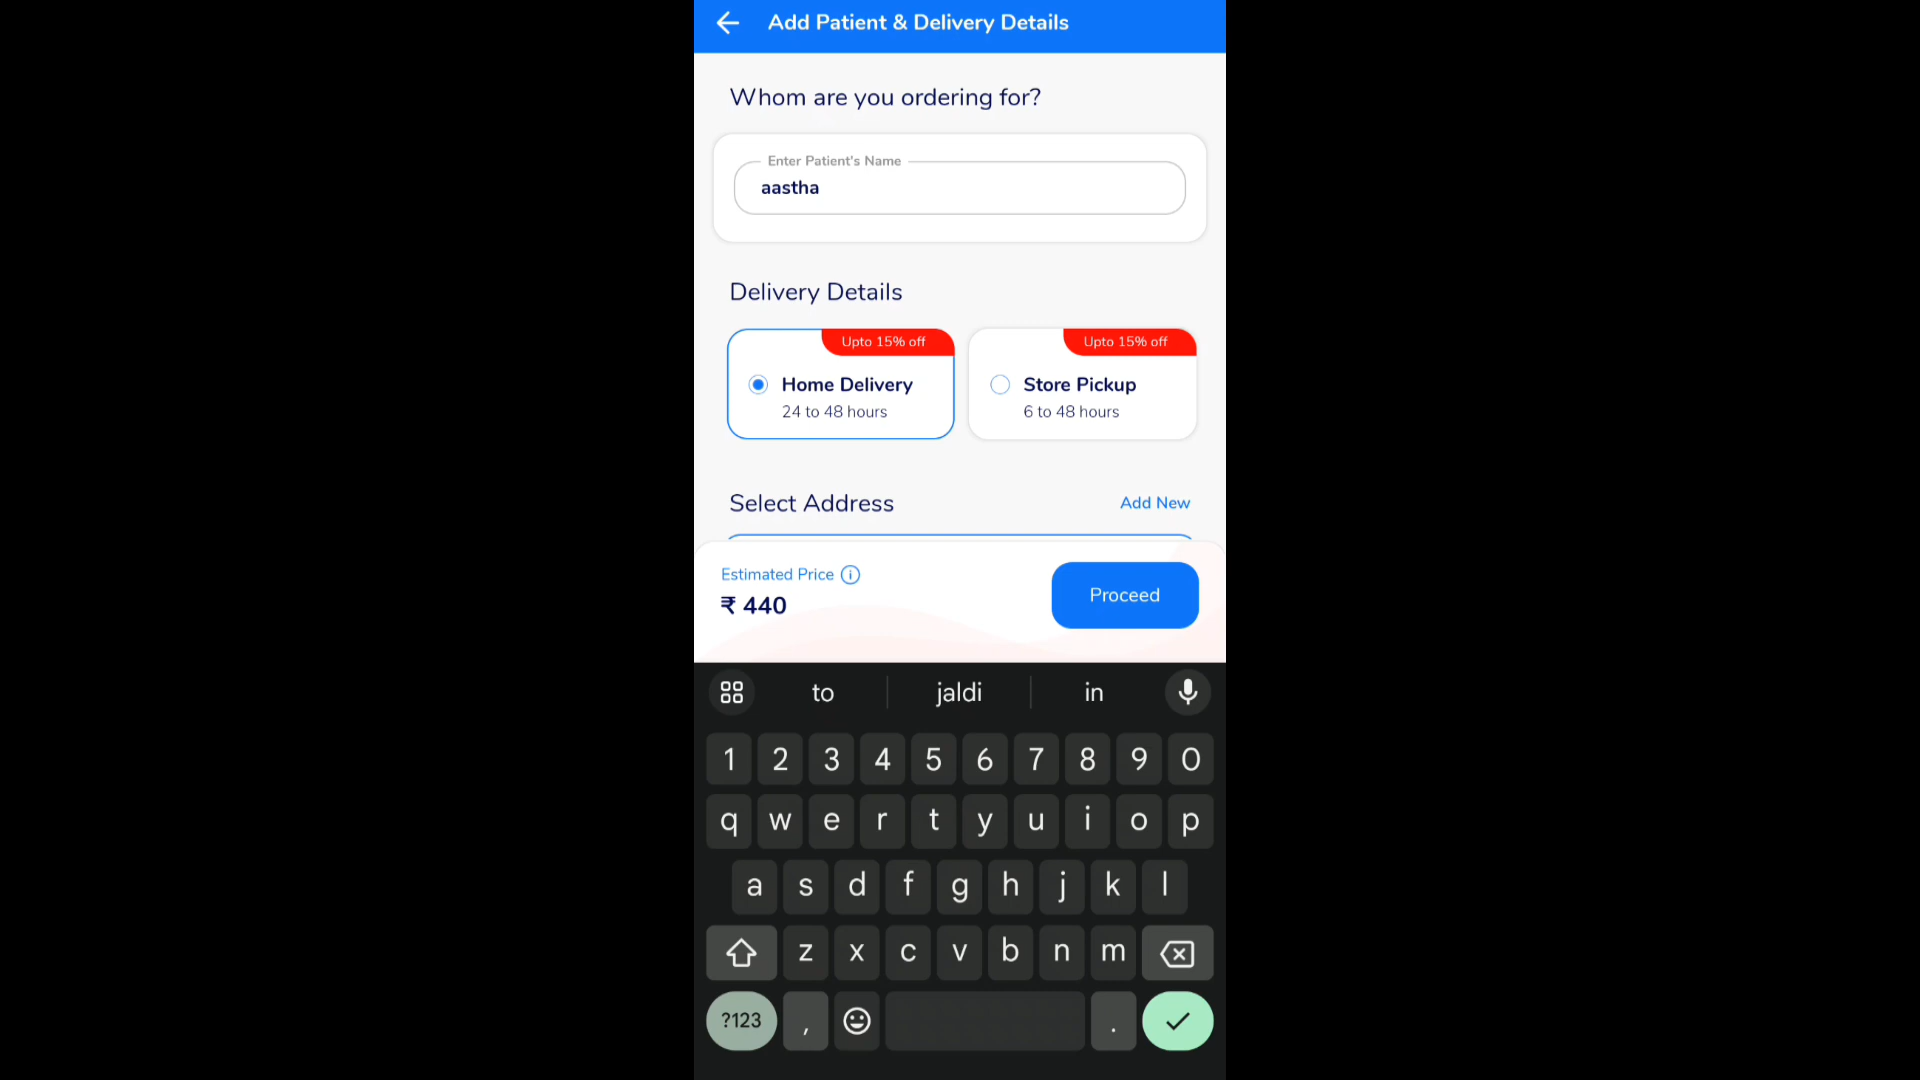 Add Patient & Delivery Details
Whom are you ordering for?
Enter Patient's Name
aastha
Delivery Details
Upto 15% off
Home Delivery
24 to 48 hours
Upto 15% off
Store Pickup
6 to 48 hours
Select Address
Add New
Estimated Price
₹ 440
Proceed
to jaldi in
1 2 3 4 5 6 7 8 9 0
q w e r t y u i o p
a s d f g h j k l
z x c v b n m
?123 , .